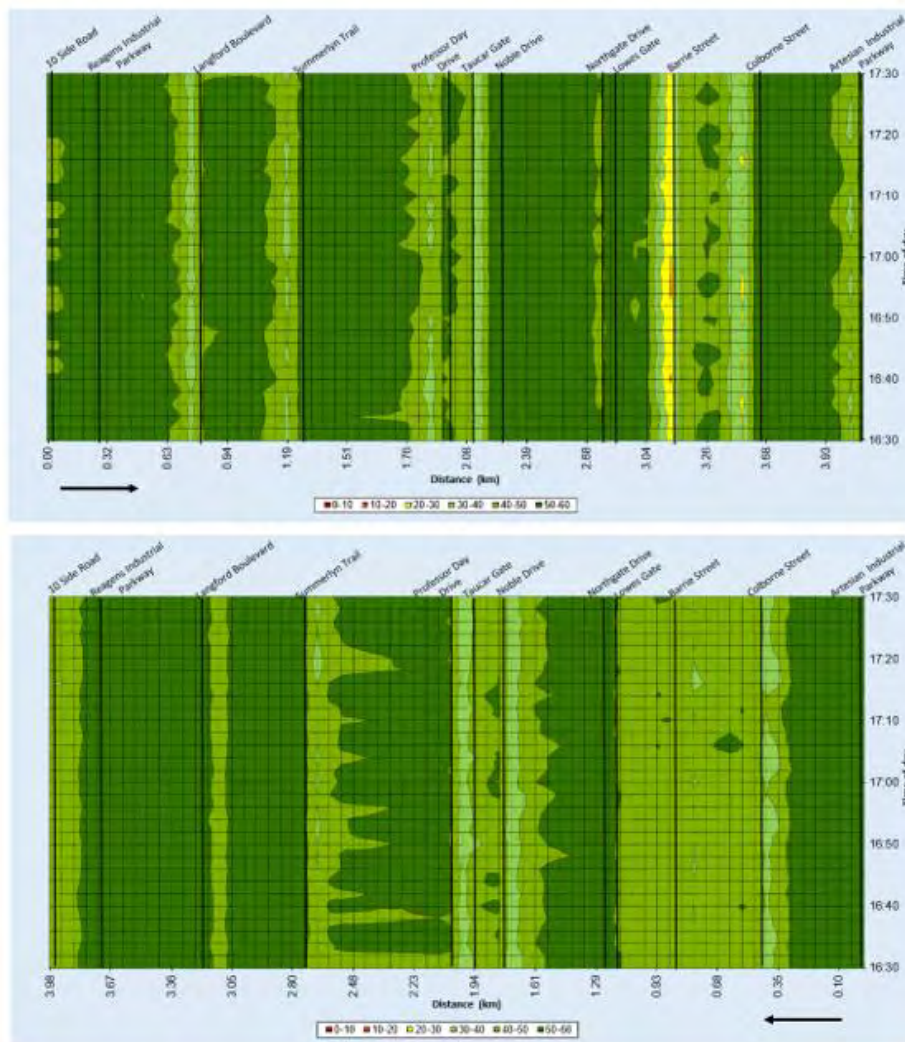 10 Side Road
Reagens Industrial
Parkway
Langford Boulevard
Summerlyn Trail
Professor Day
Drive
Taucar Gate
Noble Drive
Northgate Drive
Lowes Gate
Barrie Street
Colborne Street
Artesian Industrial
Parkway
17:30
17:20
17:10
17:00
16:50
16:40
16:30
0.00
0.32
0.63
0.94
1.19
1.51
1.76
2.08
2.39
2.68
3.04
3.26
3.68
3.93
Distance (km)
0-10 10-20 20-30 30-40 40-50 50-60
10 Side Road
Reagens Industrial
Parkway
Langford Boulevard
Summerlyn Trail
Professor Day
Drive
Taucar Gate
Noble Drive
Northgate Drive
Lowes Gate
Barrie Street
Colborne Street
Artesian Industrial
Parkway
17:30
17:20
17:10
17:00
16:50
16:40
16:30
3.98
3.67
3.36
3.05
2.80
2.48
2.23
1.94
1.61
1.29
0.93
0.68
0.35
0.10
Distance (km)
0-10 10-20 20-30 30-40 40-50 50-60